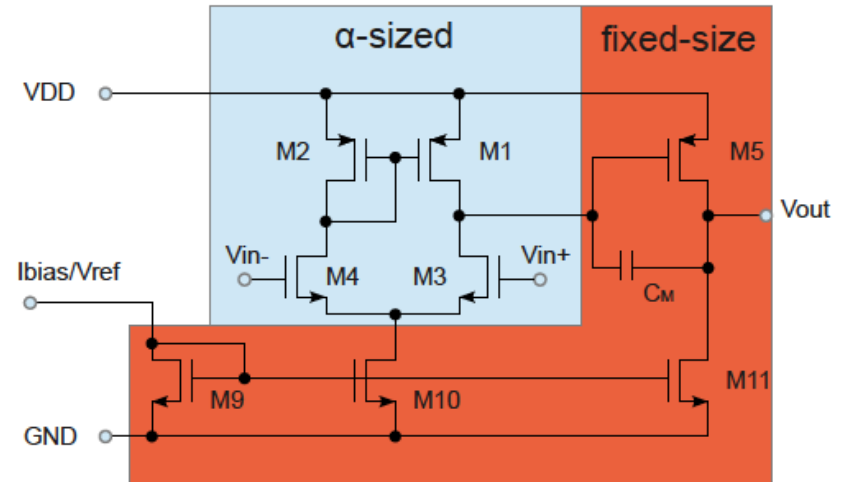 α-sized
fixed-size
VDD
M2
M1
M5
Vout
Vin-
Vin+
Ibias/Vref
M4
M3
CM
M9
M10
M11
GND